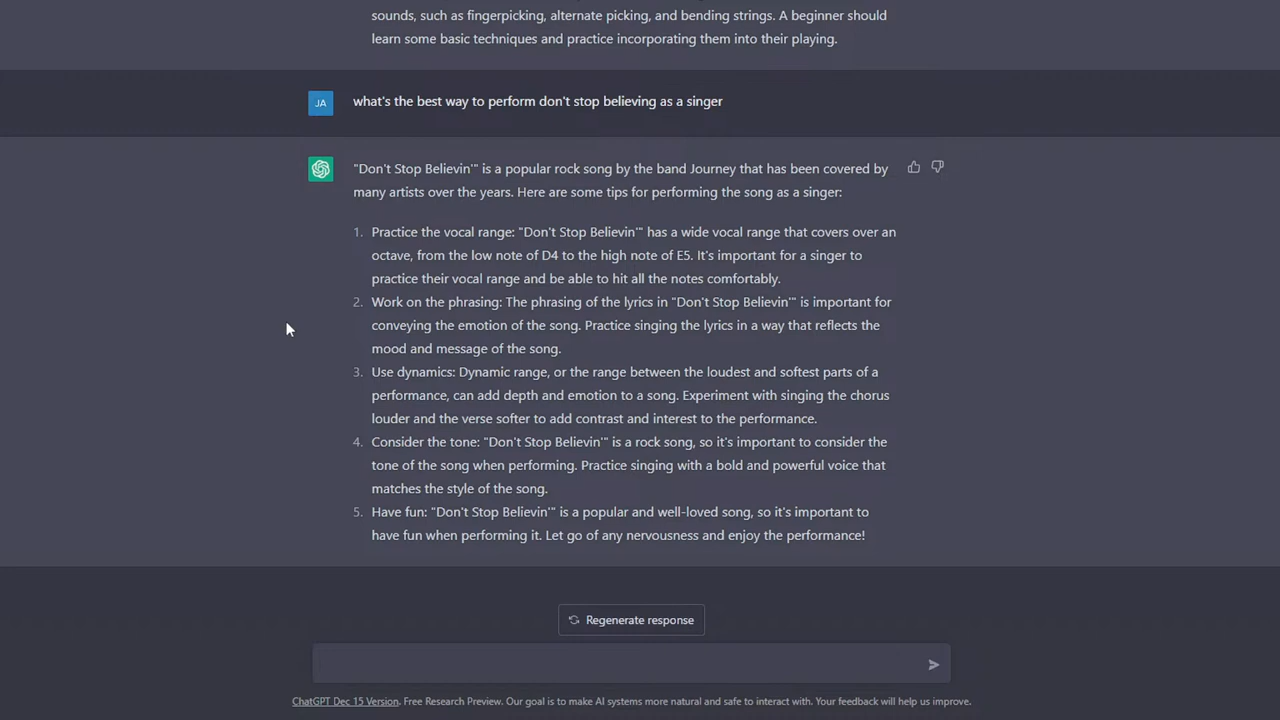 sounds, such as fingerpicking, alternate picking, and bending strings. A beginner should
learn some basic techniques and practice incorporating them into their playing.
JA
what's the best way to perform don't stop believing as a singer
"Don't Stop Believin'" is a popular rock song by the band Journey that has been covered by
many artists over the years. Here are some tips for performing the song as a singer:
1. Practice the vocal range: "Don't Stop Believin'" has a wide vocal range that covers over an
octave, from the low note of D4 to the high note of E5. It's important for a singer to
practice their vocal range and be able to hit all the notes comfortably.
2. Work on the phrasing: The phrasing of the lyrics in "Don't Stop Believin'" is important for
conveying the emotion of the song. Practice singing the lyrics in a way that reflects the
mood and message of the song.
3. Use dynamics: Dynamic range, or the range between the loudest and softest parts of a
performance, can add depth and emotion to a song. Experiment with singing the chorus
louder and the verse softer to add contrast and interest to the performance.
4. Consider the tone: "Don't Stop Believin'" is a rock song, so it's important to consider the
tone of the song when performing. Practice singing with a bold and powerful voice that
matches the style of the song.
5. Have fun: "Don't Stop Believin'" is a popular and well-loved song, so it's important to
have fun when performing it. Let go of any nervousness and enjoy the performance!
Regenerate response
ChatGPT Dec 15 Version. Free Research Preview. Our goal is to make AI systems more natural and safe to interact with. Your feedback will help us improve.